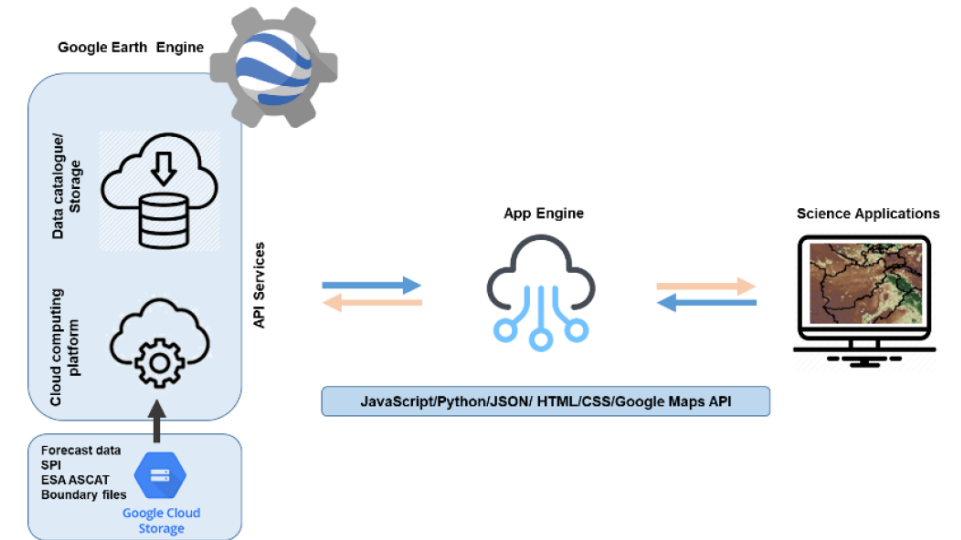 Google Earth Engine
Data catalogue/
Storage
Cloud computing
platform
API Services
Forecast data
SPI
ESA ASCAT
Boundary files
Google Cloud
Storage
App Engine
JavaScript/Python/JSON/ HTML/CSS/Google Maps API
Science Applications